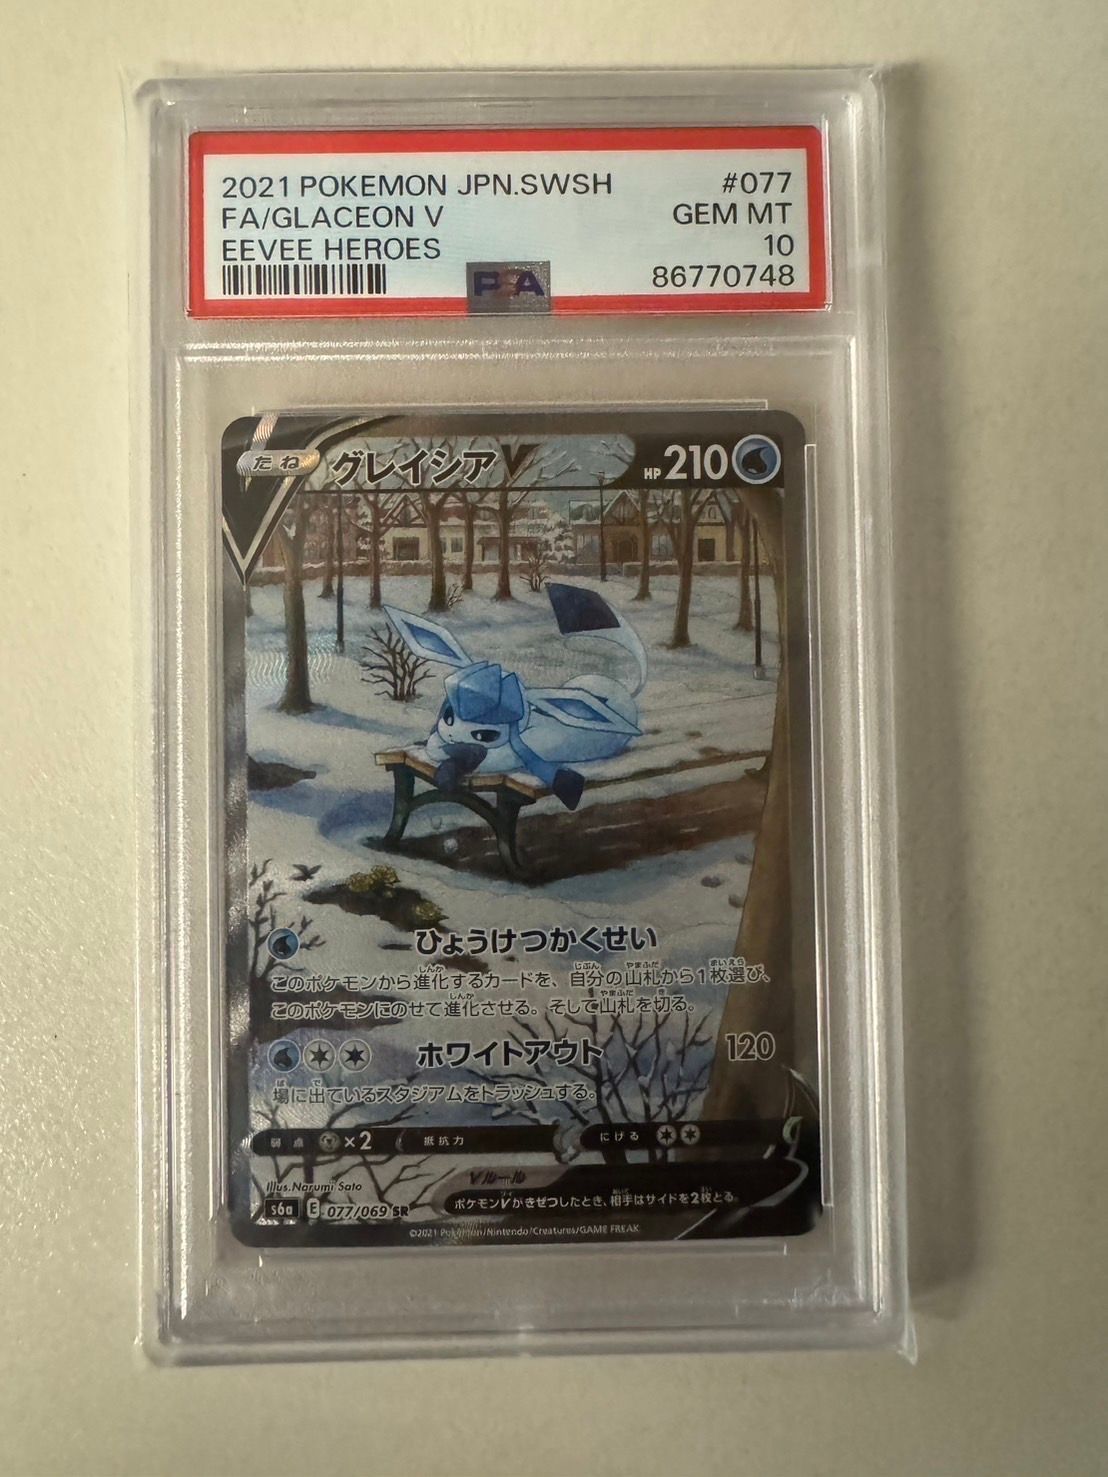 2021 POKEMON JPN.SWSH #077
FA/GLACEON V GEM MT
EEVEE HEROES 10
86770748
PSA
たね グレイシアV HP 210
ひょうけつかくせい
このポケモンから進化するカードを、自分の山札から1枚選び、
このポケモンにのせて進化させる。そして山札を切る。
ホワイトアウト 120
場に出ているスタジアムをトラッシュする。
弱点 ×2 抵抗力 にげる
Vルール
Illus. Narumi Sato
ポケモンVがきぜつしたとき、相手はサイドを2枚とる。
s6a E 077/069 SR
©2021 Pokémon/Nintendo/Creatures/GAME FREAK